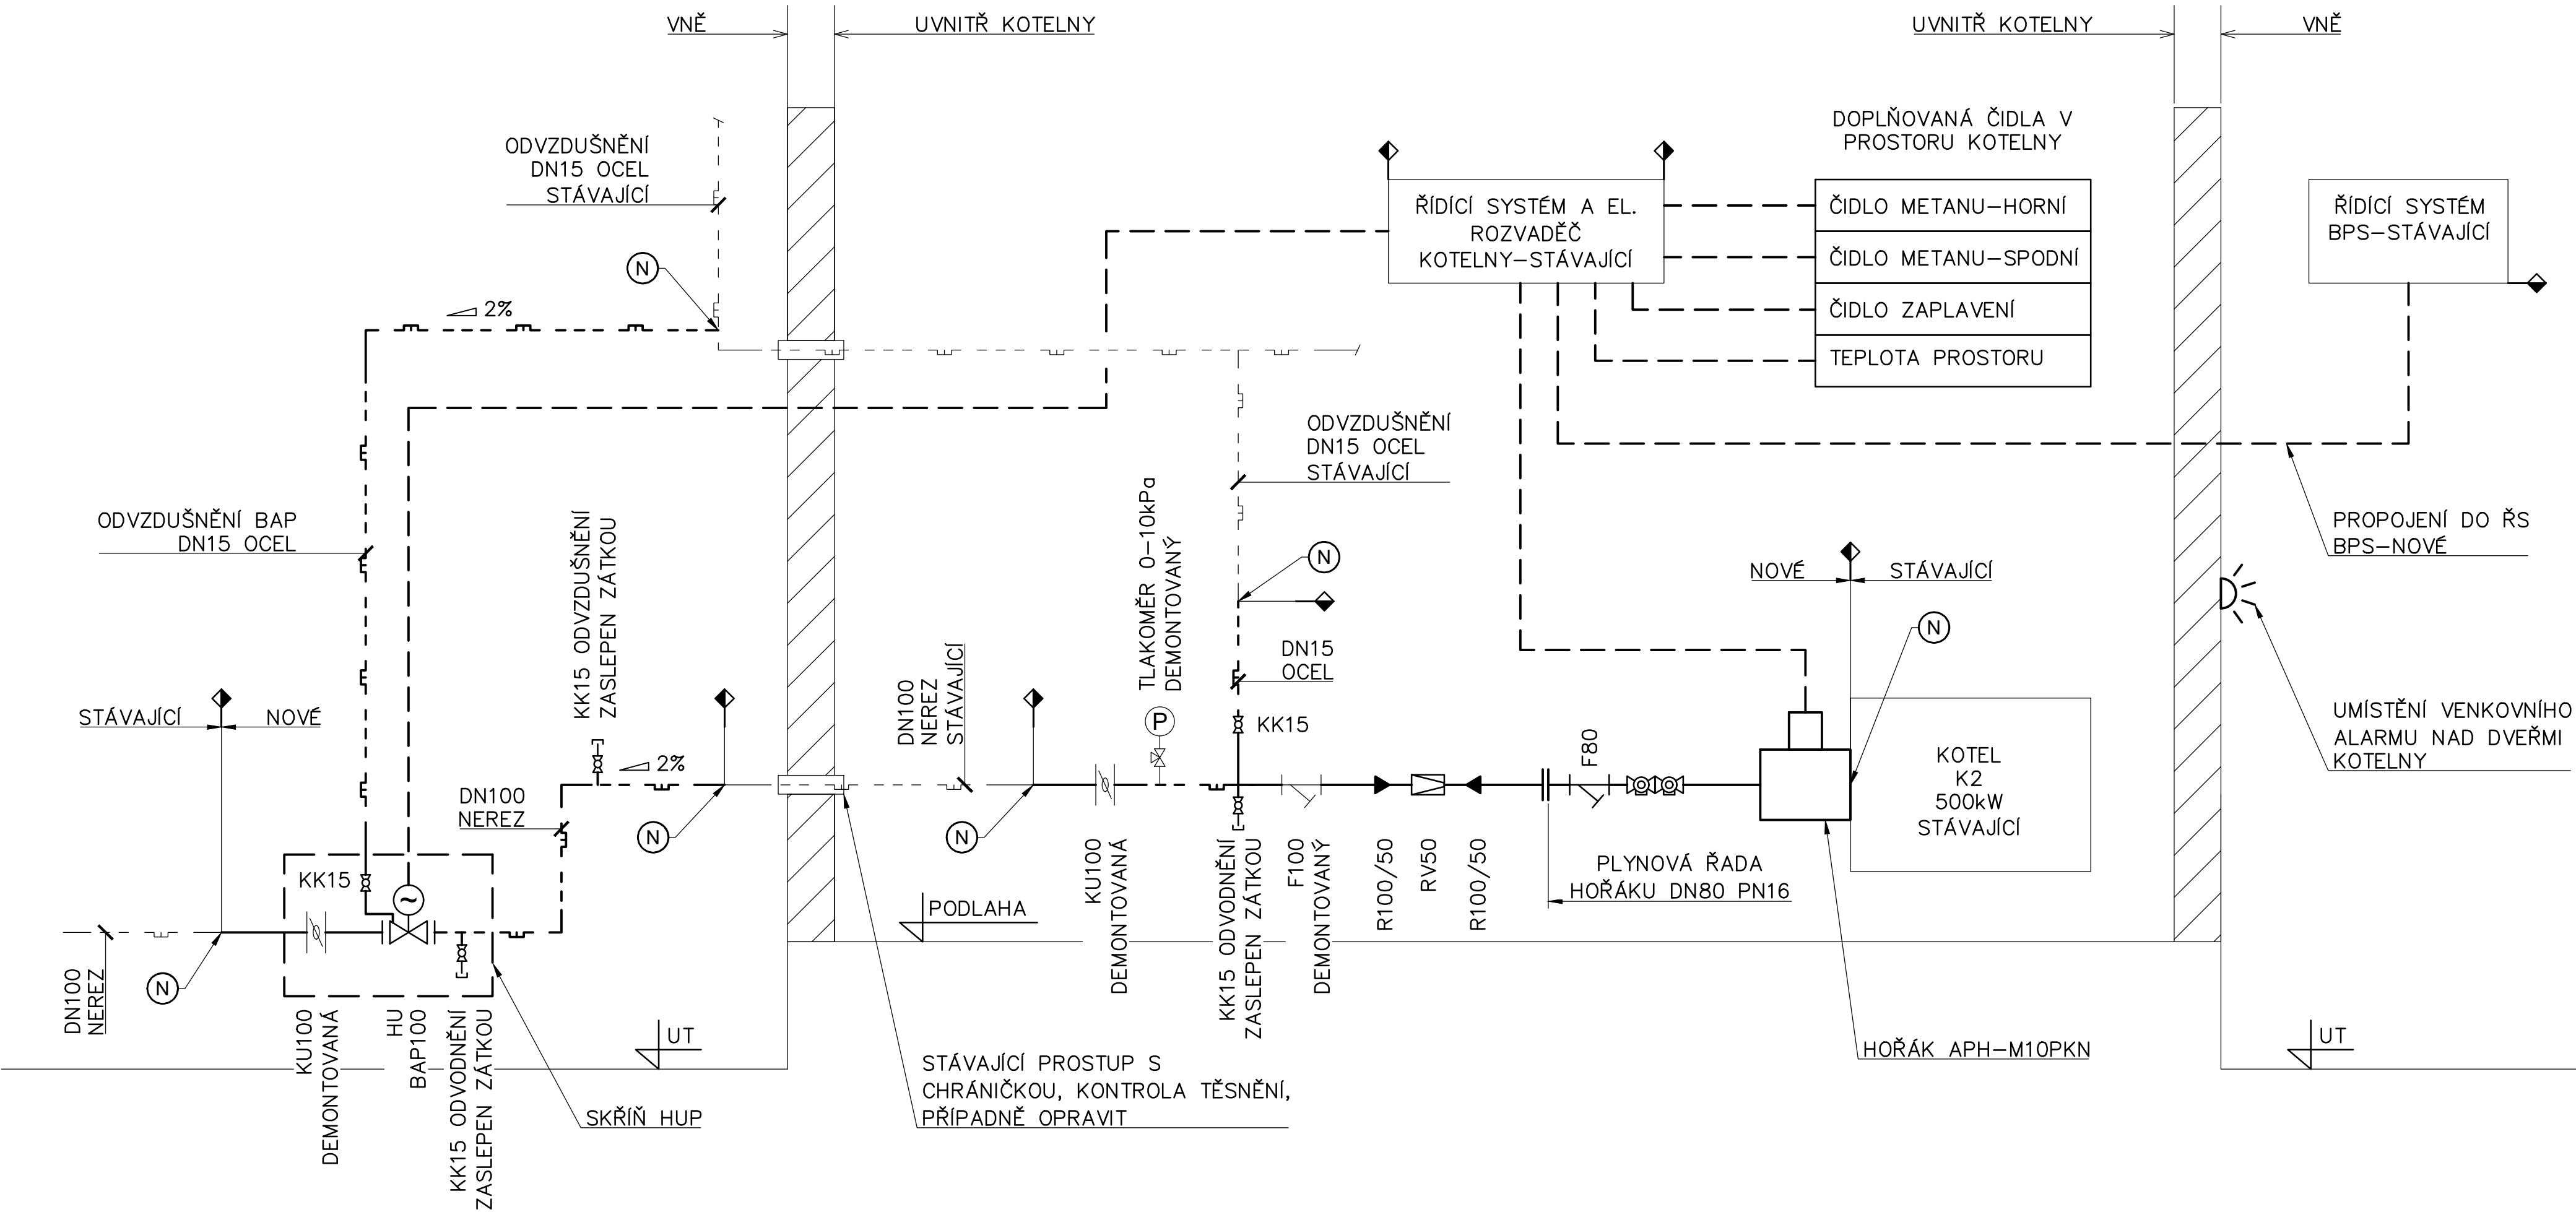 VNĚ
UVNITŘ KOTELNY
UVNITŘ KOTELNY
VNĚ
ODVZDUŠNĚNÍ
DN15 OCEL
STÁVAJÍCÍ
DOPLŇOVANÁ ČIDLA V
PROSTORU KOTELNY
ŘÍDÍCÍ SYSTÉM A EL.
ROZVADĚČ
KOTELNY-STÁVAJÍCÍ
ČIDLO METANU-HORNÍ
ČIDLO METANU-SPODNÍ
ČIDLO ZAPLAVENÍ
TEPLOTA PROSTORU
ŘÍDÍCÍ SYSTÉM
BPS-STÁVAJÍCÍ
N
2%
ODVZDUŠNĚNÍ
DN15 OCEL
STÁVAJÍCÍ
ODVZDUŠNĚNÍ BAP
DN15 OCEL
KK15 ODVZDUŠNĚNÍ
ZASLEPEN ZÁTKOU
TLAKOMĚR 0-10kPa
DEMONTOVANÝ
N
PROPOJENÍ DO ŘS
BPS-NOVÉ
NOVÉ
STÁVAJÍCÍ
N
DN15
OCEL
STÁVAJÍCÍ
NOVÉ
DN100
NEREZ
STÁVAJÍCÍ
P
KK15
F80
UMÍSTĚNÍ VENKOVNÍHO
ALARMU NAD DVEŘMI
KOTELNY
2%
DN100
NEREZ
N
N
KOTEL
K2
500kW
STÁVAJÍCÍ
KK15
~
PODLAHA
KU100
DEMONTOVANÁ
KK15 ODVODNĚNÍ
ZASLEPEN ZÁTKOU
F100
DEMONTOVANÝ
R100/50
RV50
R100/50
PLYNOVÁ ŘADA
HOŘÁKU DN80 PN16
DN100
NEREZ
N
KU100
DEMONTOVANÁ
HU
BAP100
KK15 ODVODNĚNÍ
ZASLEPEN ZÁTKOU
UT
SKŘÍŇ HUP
STÁVAJÍCÍ PROSTUP S
CHRÁNIČKOU, KONTROLA TĚSNĚNÍ,
PŘÍPADNĚ OPRAVIT
HOŘÁK APH-M10PKN
UT